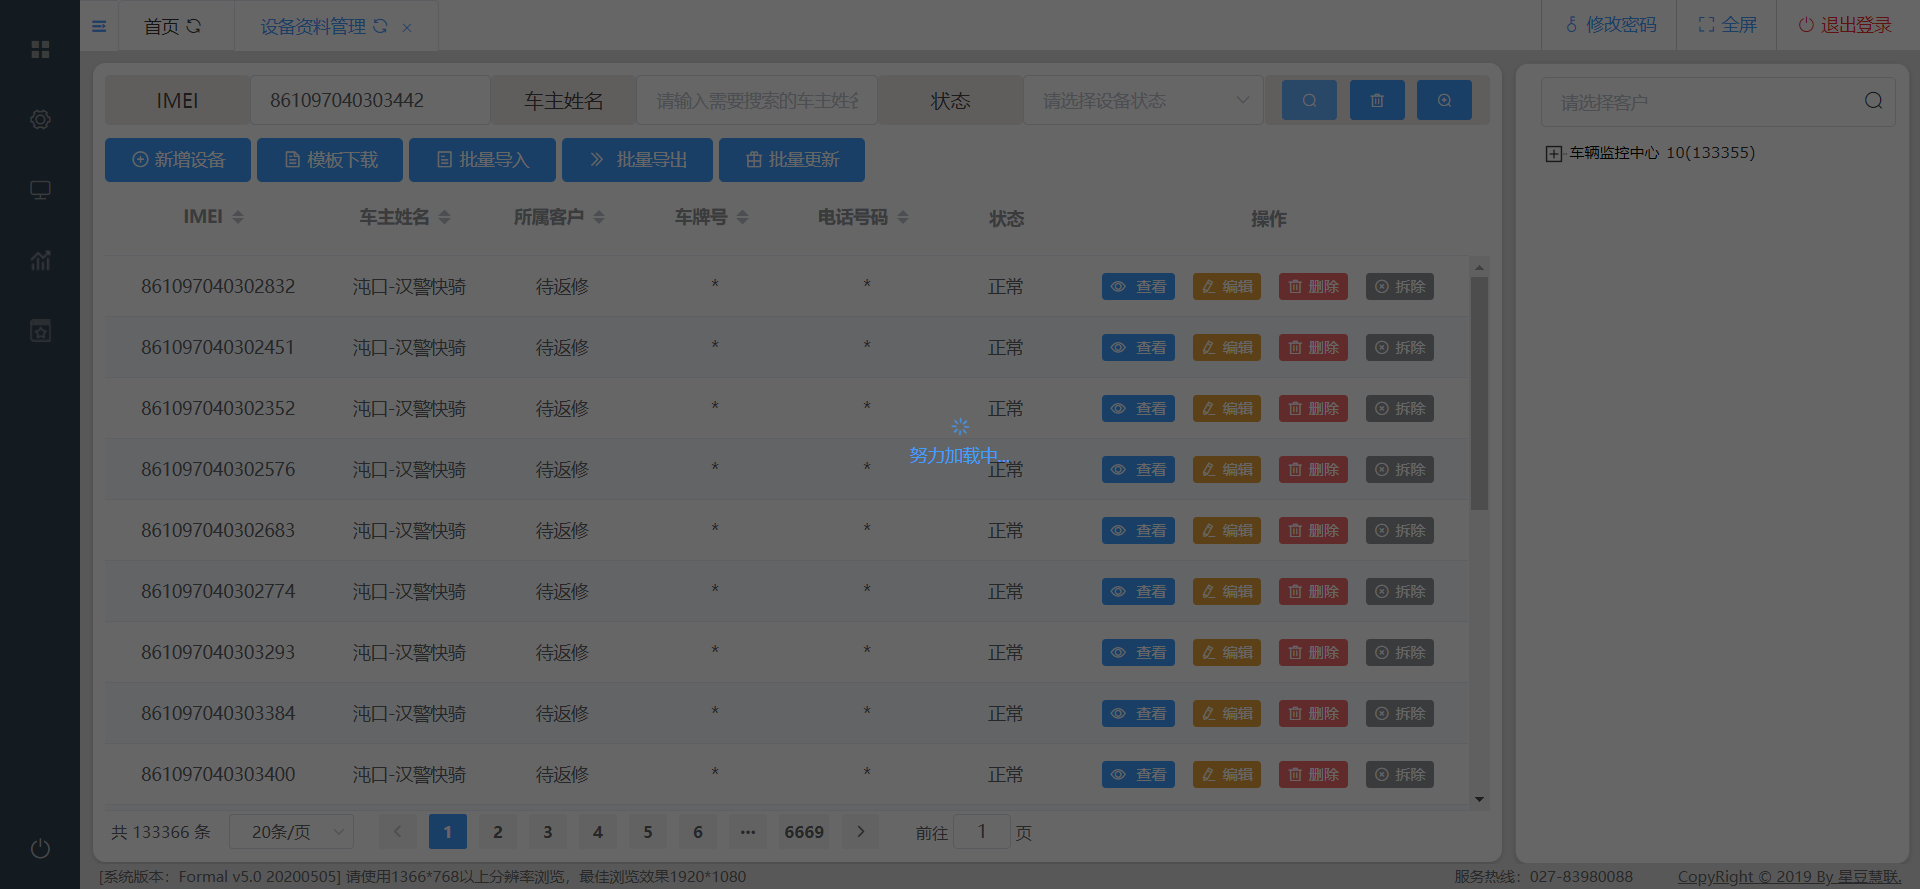 首页
设备资料管理 ×
修改密码
全屏
退出登录
IMEI 861097040303442 车主姓名 请输入需要搜索的车主姓名 状态 请选择设备状态
请选择客户
新增设备 模板下载 批量导入 批量导出 批量更新
车辆监控中心 10(133355)
IMEI 车主姓名 所属客户 车牌号 电话号码 状态 操作
861097040302832 沌口-汉警快骑 待返修 * * 正常 查看 编辑 删除 拆除
861097040302451 沌口-汉警快骑 待返修 * * 正常 查看 编辑 删除 拆除
861097040302352 沌口-汉警快骑 待返修 * * 正常 查看 编辑 删除 拆除
努力加载中...
861097040302576 沌口-汉警快骑 待返修 * * 正常 查看 编辑 删除 拆除
861097040302683 沌口-汉警快骑 待返修 * * 正常 查看 编辑 删除 拆除
861097040302774 沌口-汉警快骑 待返修 * * 正常 查看 编辑 删除 拆除
861097040303293 沌口-汉警快骑 待返修 * * 正常 查看 编辑 删除 拆除
861097040303384 沌口-汉警快骑 待返修 * * 正常 查看 编辑 删除 拆除
861097040303400 沌口-汉警快骑 待返修 * * 正常 查看 编辑 删除 拆除
共 133366 条 20条/页 1 2 3 4 5 6 ... 6669 前往 1 页
[系统版本：Formal v5.0 20200505] 请使用1366*768以上分辨率浏览，最佳浏览效果1920*1080
服务热线：027-83980088
CopyRight © 2019 By 星豆慧联.